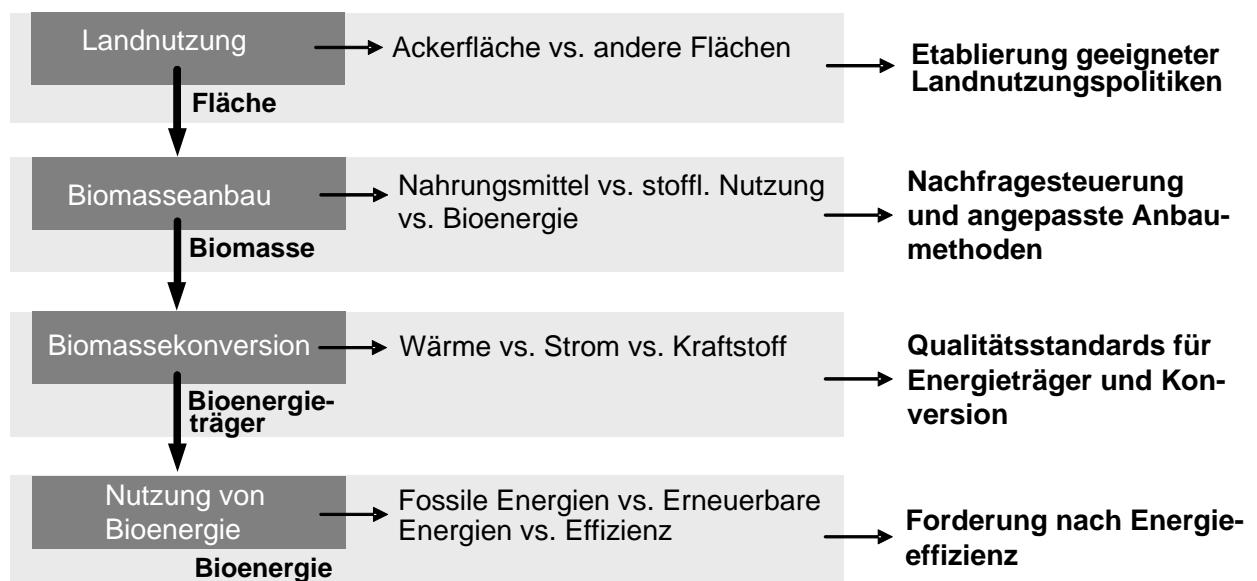 Landnutzung
Ackerfläche vs. andere Flächen
Etablierung geeigneter
Landnutzungspolitiken
Fläche
Biomasseanbau
Nahrungsmittel vs. stoffl. Nutzung
vs. Bioenergie
Nachfragesteuerung
und angepasste Anbau-
methoden
Biomasse
Biomassekonversion
Wärme vs. Strom vs. Kraftstoff
Qualitätsstandards für
Energieträger und Kon-
version
Bioenergie-
träger
Nutzung von
Bioenergie
Fossile Energien vs. Erneuerbare
Energien vs. Effizienz
Forderung nach Energie-
effizienz
Bioenergie